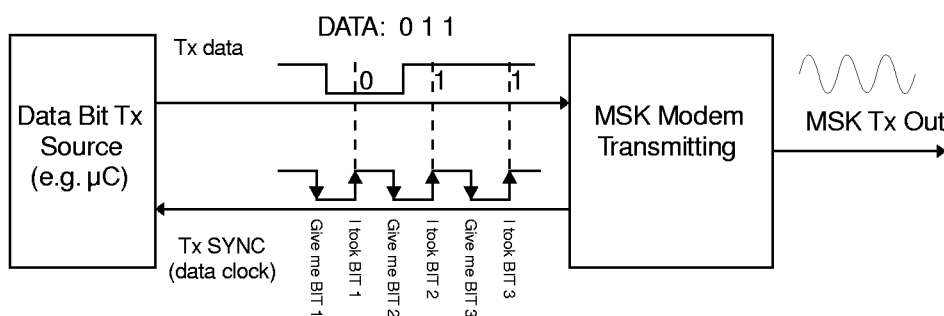 DATA: 0 1 1
Tx data
0 1 1
Data Bit Tx
Source
(e.g. µC)
MSK Modem
Transmitting
MSK Tx Out
Tx SYNC
(data clock)
Give me BIT 1
I took BIT 1
Give me BIT 2
I took BIT 2
Give me BIT 3
I took BIT 3